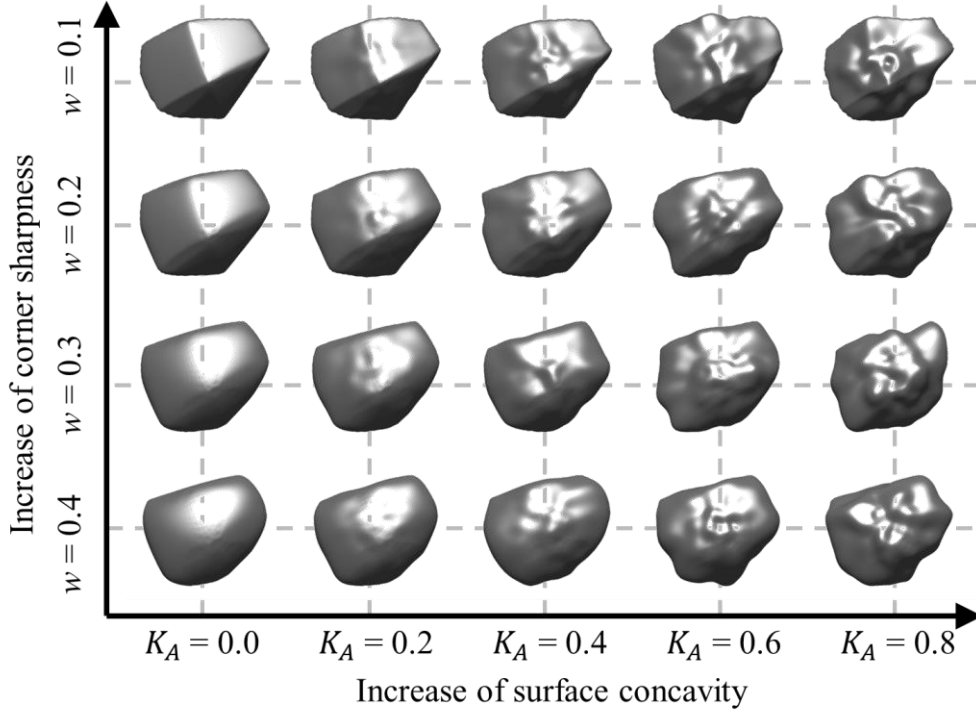 Increase of corner sharpness
w = 0.1
w = 0.2
w = 0.3
w = 0.4
K_A = 0.0
K_A = 0.2
K_A = 0.4
K_A = 0.6
K_A = 0.8
Increase of surface concavity